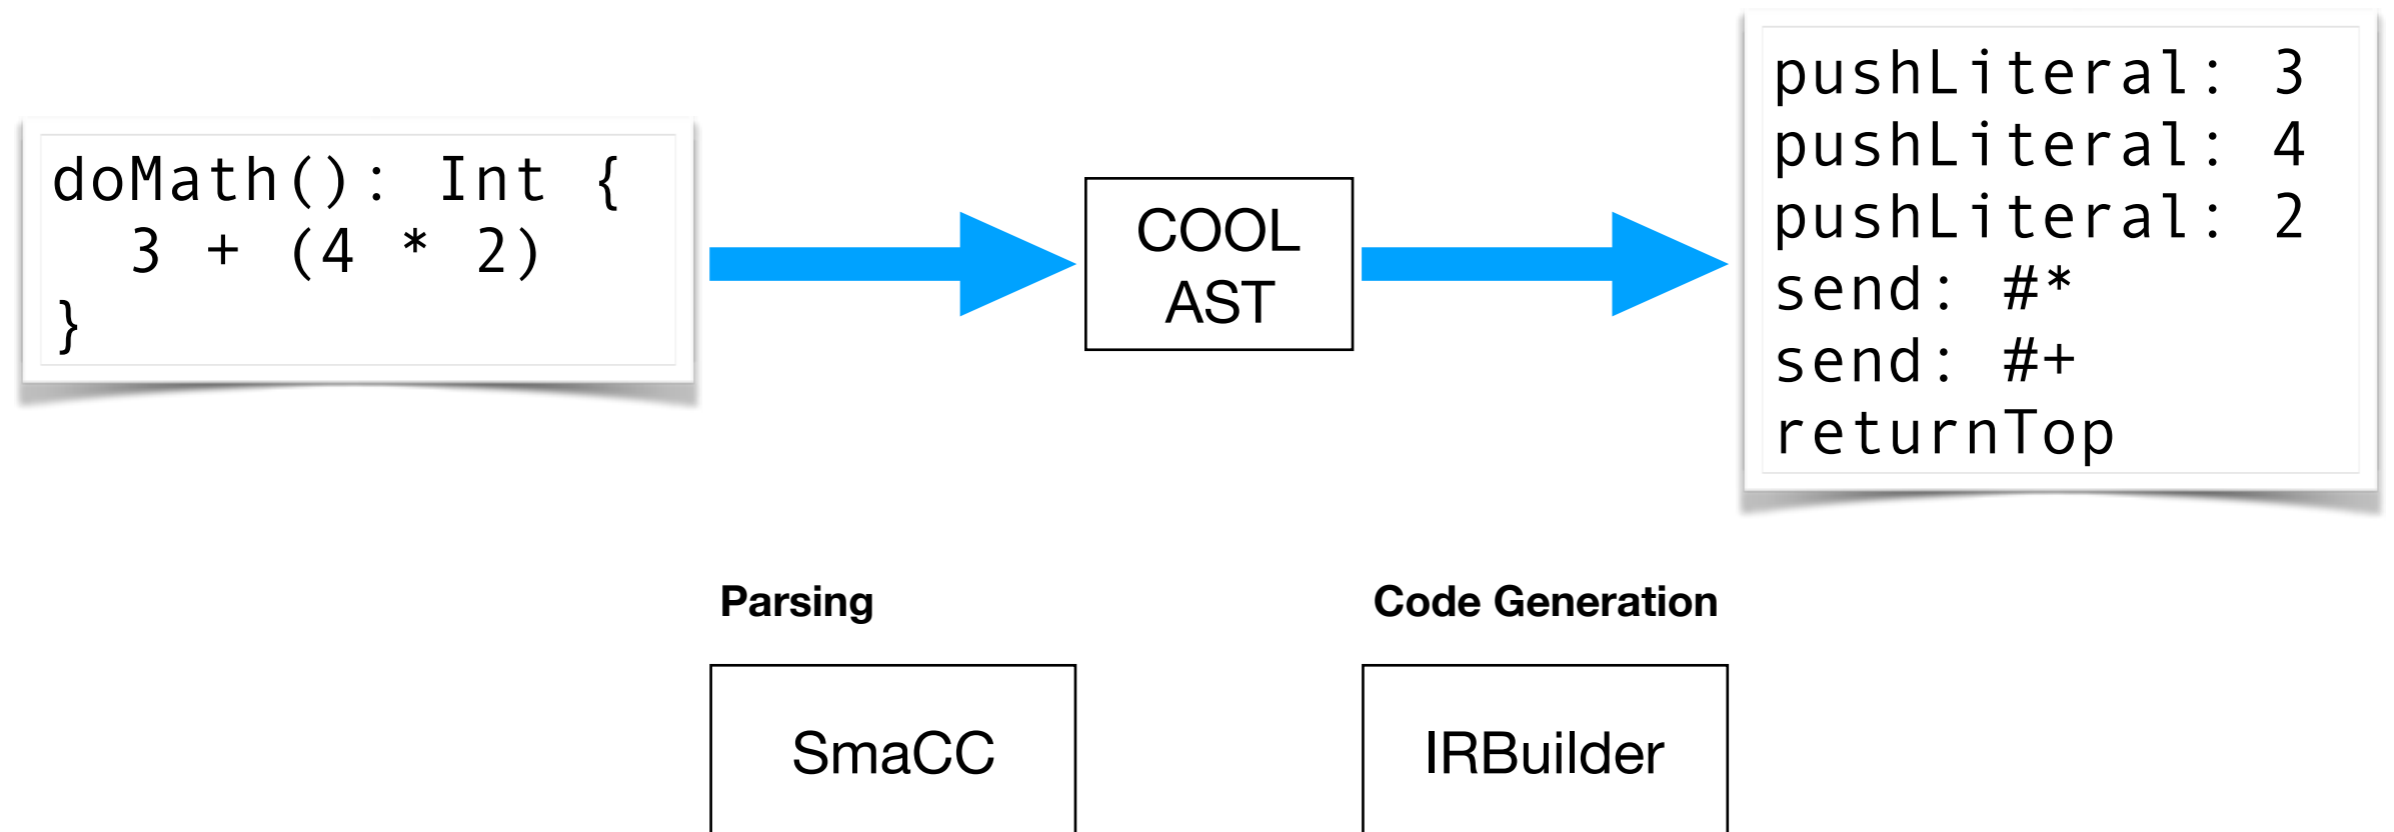 doMath(): Int {
  3 + (4 * 2)
}
COOL
AST
pushLiteral: 3
pushLiteral: 4
pushLiteral: 2
send: #*
send: #+
returnTop
Parsing
Code Generation
SmaCC
IRBuilder